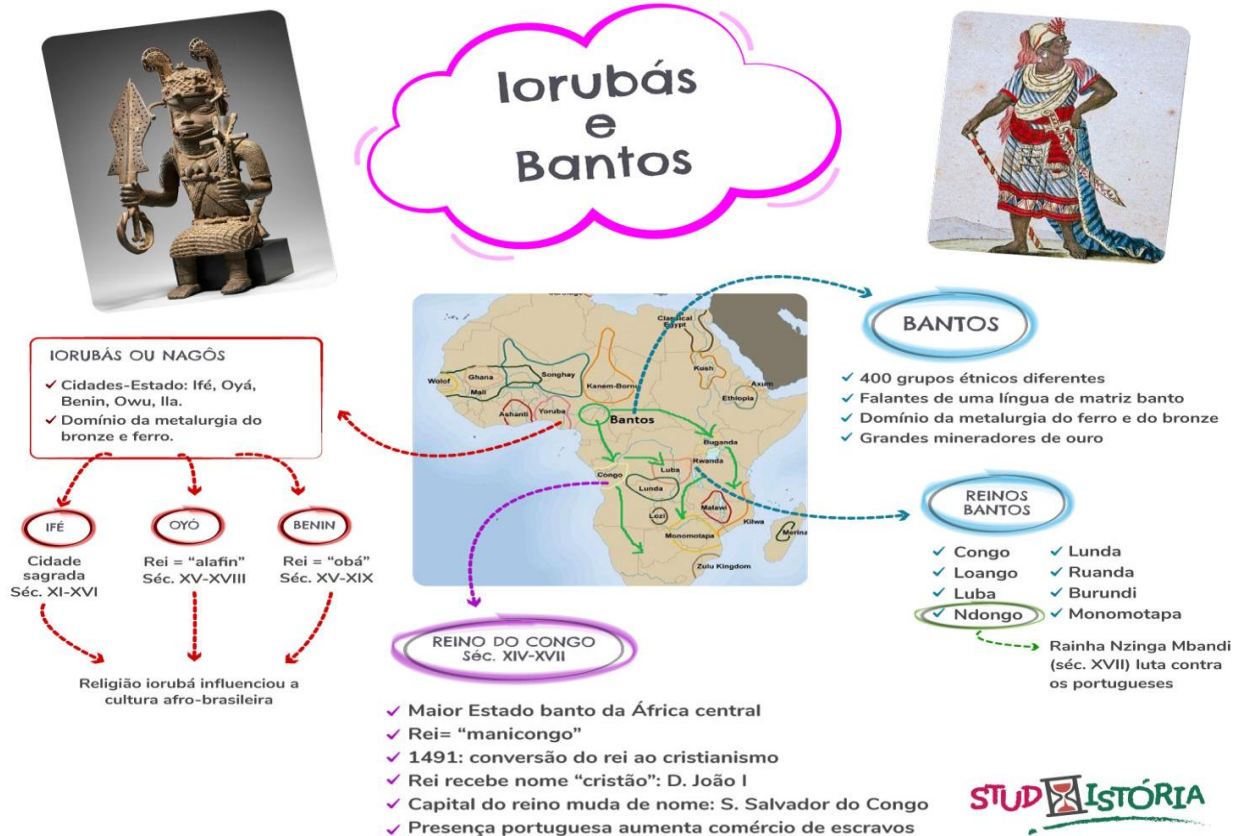 Iorubás
e
Bantos
IORUBÁS OU NAGÔS
✓ Cidades-Estado: Ifé, Oyá,
Benin, Owu, Ila.
✓ Domínio da metalurgia do
bronze e ferro.
IFÉ
Cidade
sagrada
Séc. XI-XVI
OYÓ
Rei = “alafin”
Séc. XV-XVIII
BENIN
Rei = “obá”
Séc. XV-XIX
Religião iorubá influenciou a
cultura afro-brasileira
Carthage
Classical
Egypt
Wolof
Ghana
Mali
Songhay
Kanem-Bornu
Kush
Axum
Ethiopia
Ashanti
Yoruba
Bantos
Buganda
Rwanda
Congo
Luba
Lunda
Malawi
Lozi
Kilwa
Monomotapa
Merina
Zulu Kingdom
BANTOS
✓ 400 grupos étnicos diferentes
✓ Falantes de uma língua de matriz banto
✓ Domínio da metalurgia do ferro e do bronze
✓ Grandes mineradores de ouro
REINOS
BANTOS
✓ Congo
✓ Loango
✓ Luba
✓ Ndongo
✓ Lunda
✓ Ruanda
✓ Burundi
✓ Monomotapa
Rainha Nzinga Mbandi
(séc. XVII) luta contra
os portugueses
REINO DO CONGO
Séc. XIV-XVII
✓ Maior Estado banto da África central
✓ Rei= “manicongo”
✓ 1491: conversão do rei ao cristianismo
✓ Rei recebe nome “cristão”: D. João I
✓ Capital do reino muda de nome: S. Salvador do Congo
✓ Presença portuguesa aumenta comércio de escravos
STUDHISTÓRIA